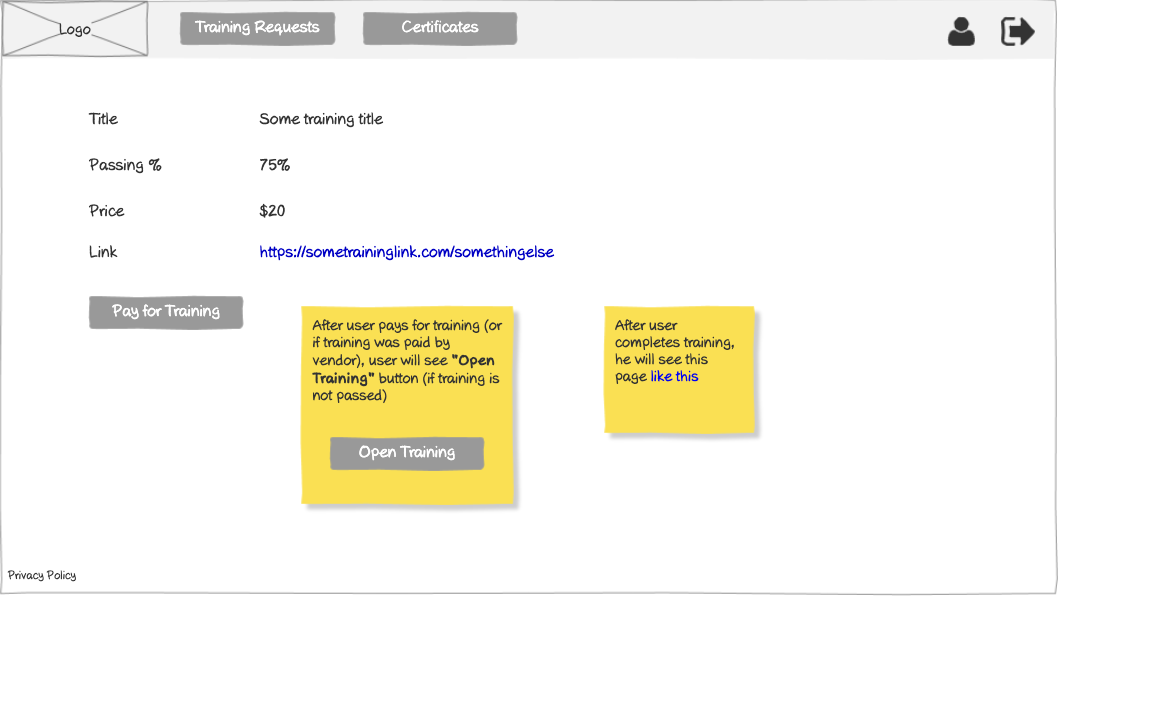 Logo
Training Requests
Certificates
Title
Some training title
Passing %
75%
Price
$20
Link
https://sometraininglink.com/somethingelse
Pay for Training
After user pays for training (or
if training was paid by
vendor), user will see "Open
Training" button (if training is
not passed)
Open Training
After user
completes training,
he will see this
page like this
Privacy Policy